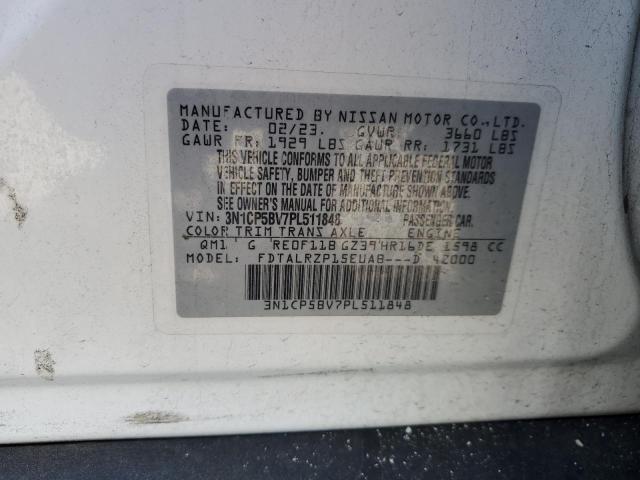 MANUFACTURED BY NISSAN MOTOR CO.,LTD.
DATE: 02/23. GVWR 3660 LBS
GAWR FR: 1929 LBS GAWR RR: 1731 LBS
THIS VEHICLE CONFORMS TO ALL APPLICABLE FEDERAL MOTOR
VEHICLE SAFETY, BUMPER AND THEFT PREVENTION STANDARDS
IN EFFECT ON THE DATE OF MANUFACTURE SHOWN ABOVE.
SEE OWNER'S MANUAL FOR ADDITIONAL INFORMATION.
VIN: 3N1CP5BV7PL511848 PASSENGER CAR.
COLOR TRIM TRANS AXLE ENGINE
QM1 G RE0F11B GZ39 HR16DE 1598 CC
MODEL: FDTALRZP15EUAB---D 42000
3N1CP5BV7PL511848